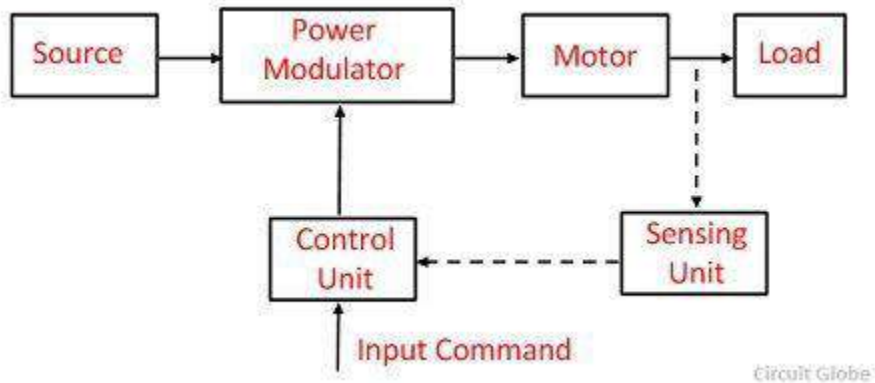 Source
Power
Modulator
Motor
Load
Control
Unit
Sensing
Unit
Input Command
Circuit Globe